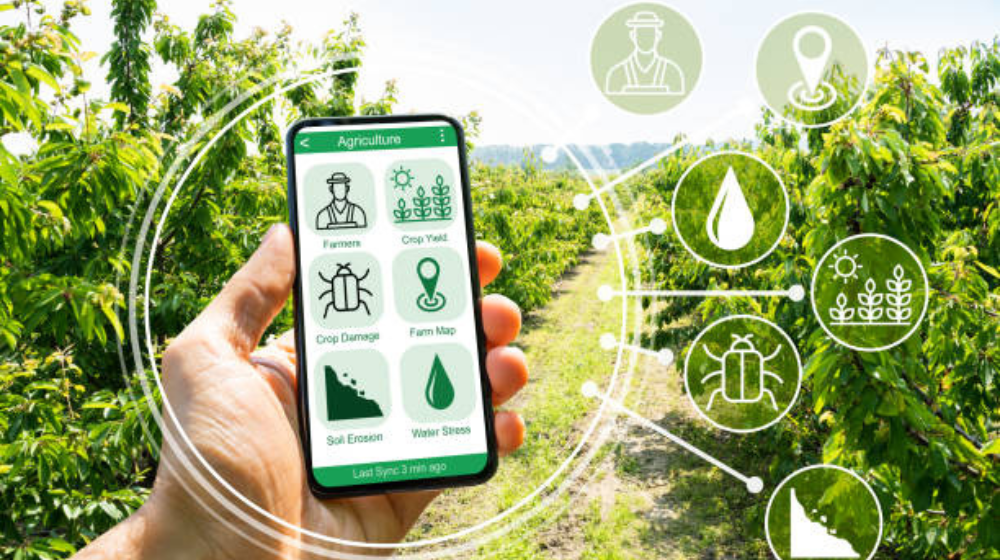 < Agriculture
Farmers Crop Yield
Crop Damage Farm Map
Soil Erosion Water Stress
Last Sync 3 min ago